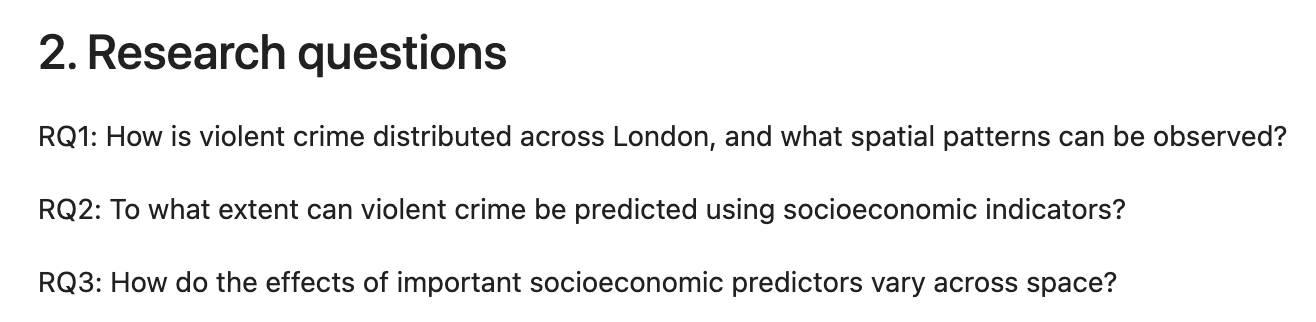 2. Research questions
RQ1: How is violent crime distributed across London, and what spatial patterns can be observed?
RQ2: To what extent can violent crime be predicted using socioeconomic indicators?
RQ3: How do the effects of important socioeconomic predictors vary across space?